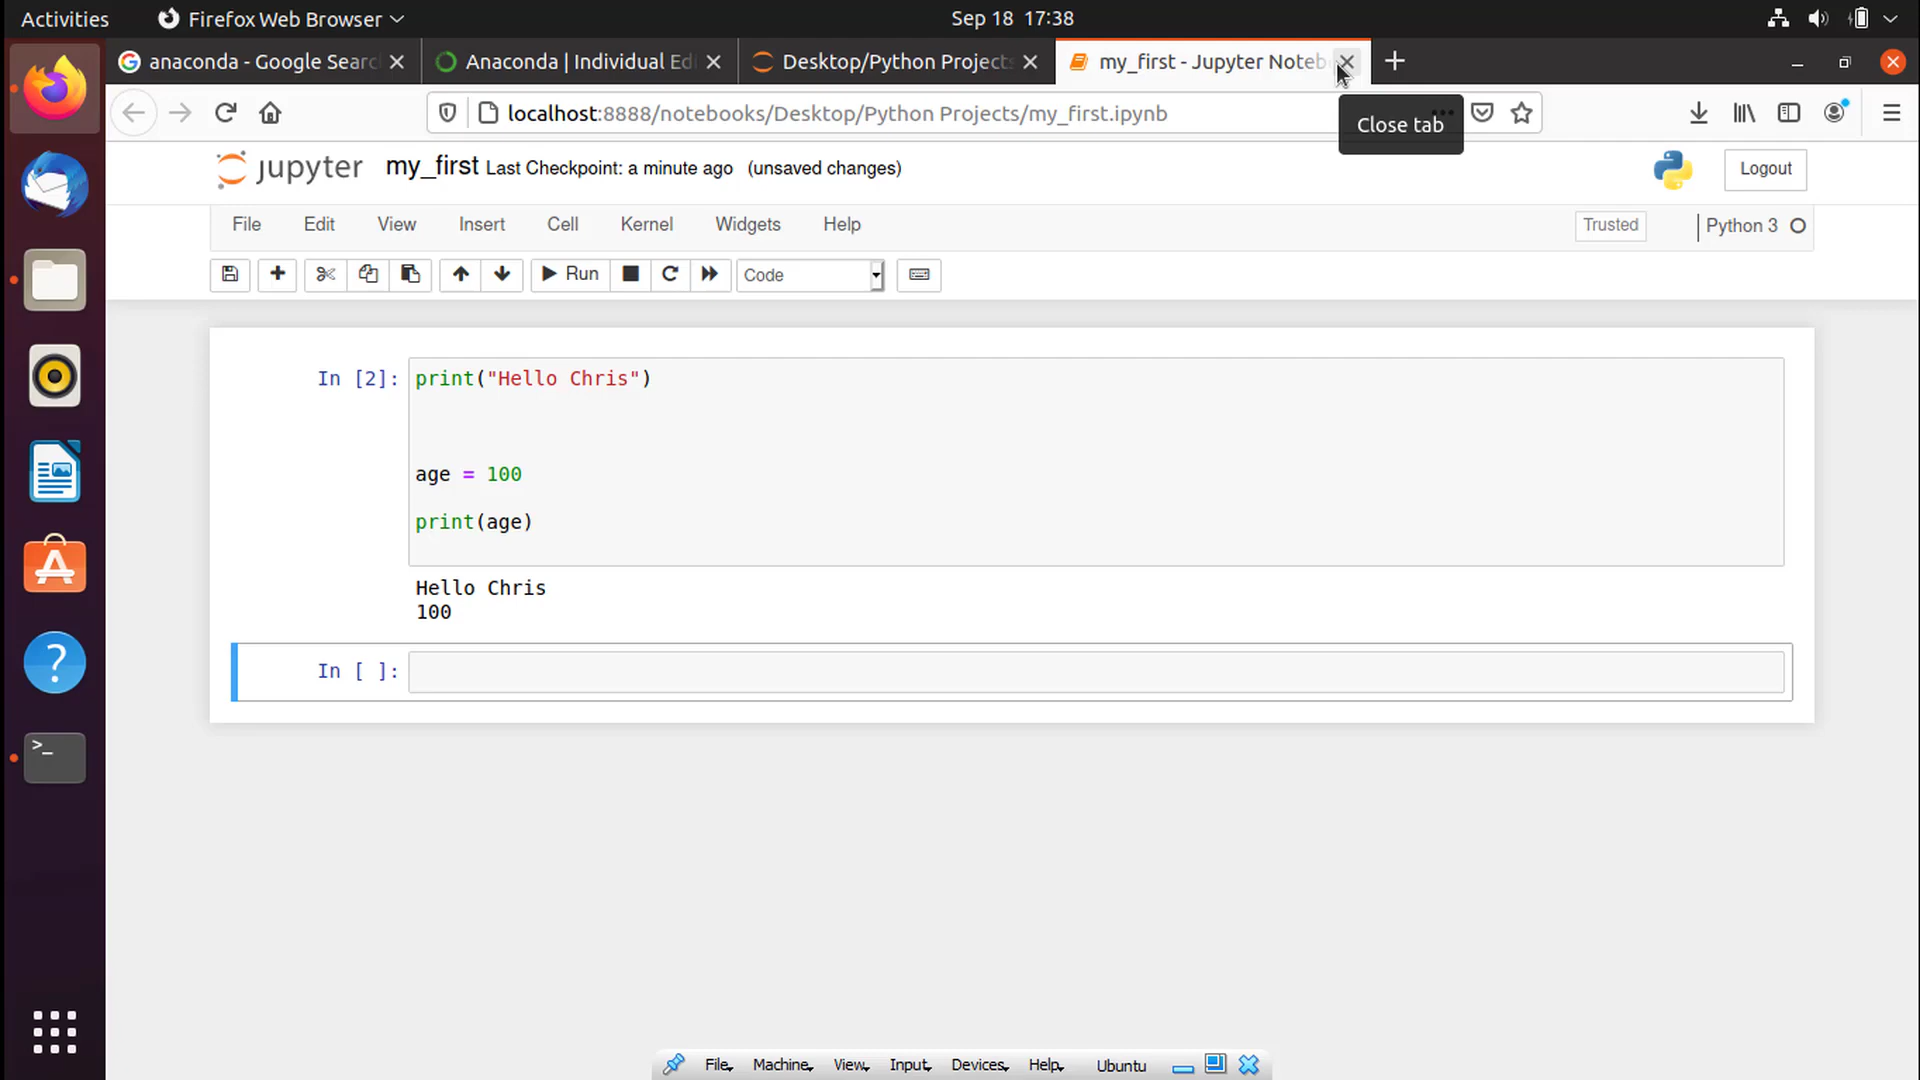 Activities Firefox Web Browser Sep 18 17:38
anaconda - Google Searc Anaconda | Individual Edi Desktop/Python Projects my_first - Jupyter Noteb
localhost:8888/notebooks/Desktop/Python Projects/my_first.ipynb
Close tab
jupyter my_first Last Checkpoint: a minute ago (unsaved changes) Logout
File Edit View Insert Cell Kernel Widgets Help Trusted Python 3
Run Code
In [2]: print("Hello Chris")
age = 100
print(age)
Hello Chris
100
In [ ]:
File Machine View Input Devices Help Ubuntu